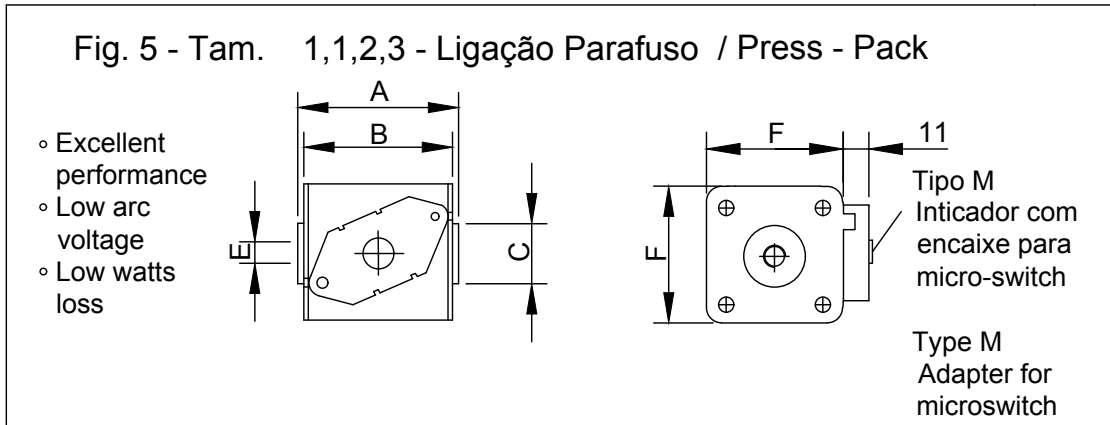 Fig. 5 - Tam. 1,1,2,3 - Ligação Parafuso / Press - Pack
A
B
E
C
◦ Excellent
performance
◦ Low arc
voltage
◦ Low watts
loss
F
11
F
Tipo M
Inticador com
encaixe para
micro-switch
Type M
Adapter for
microswitch